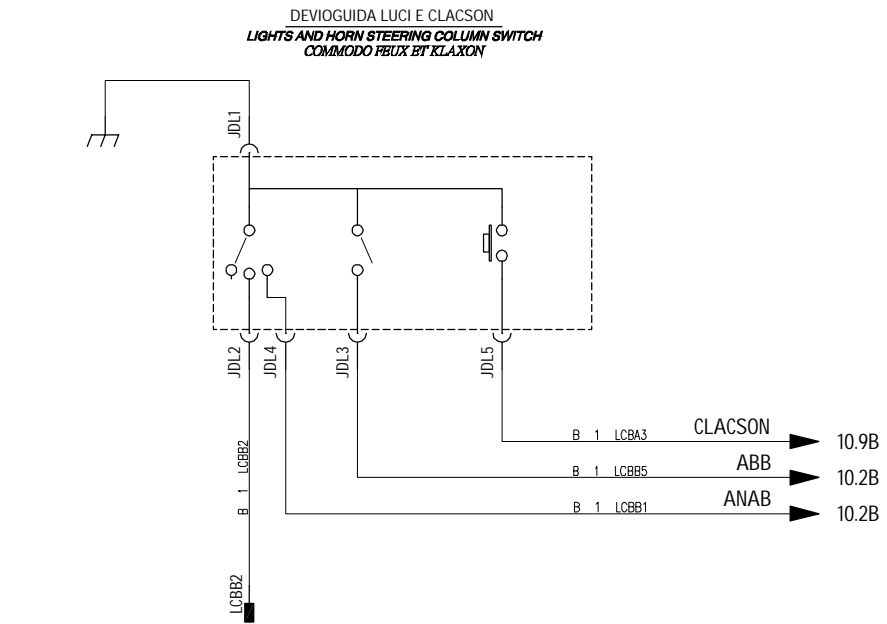 DEVIOGUIDA LUCI E CLACSON
LIGHTS AND HORN STEERING COLUMN SWITCH
COMMODO FEUX ET KLAXON
JDL1
JDL2
JDL4
JDL3
JDL5
B 1 LCBA3
CLACSON
10.9B
B 1 LCBB5
ABB
10.2B
B 1 LCBB1
ANAB
10.2B
B 1 LCBB2
LCBB2